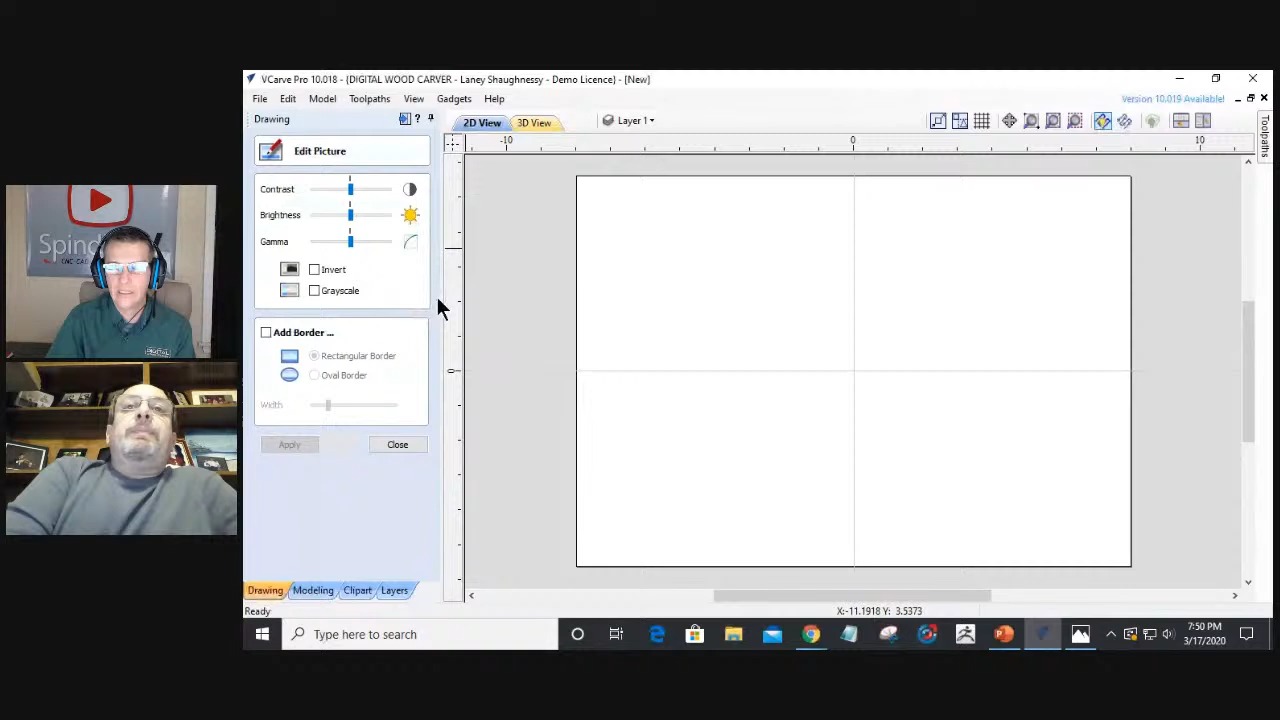 VCarve Pro 10.018 - {DIGITAL WOOD CARVER - Laney Shaughnessy - Demo Licence} - [New]
File Edit Model Toolpaths View Gadgets Help
Version 10.019 Available!
Drawing
?
2D View
3D View
Layer 1
Toolpaths
-10
0
10
Edit Picture
Contrast
Brightness
Gamma
Invert
Grayscale
0
Add Border ...
Rectangular Border
Oval Border
Width
Apply
Close
Spind
DIGITAL
Drawing
Modeling
Clipart
Layers
Ready
X:-11.1918 Y: 3.5373
Type here to search
7:50 PM
3/17/2020